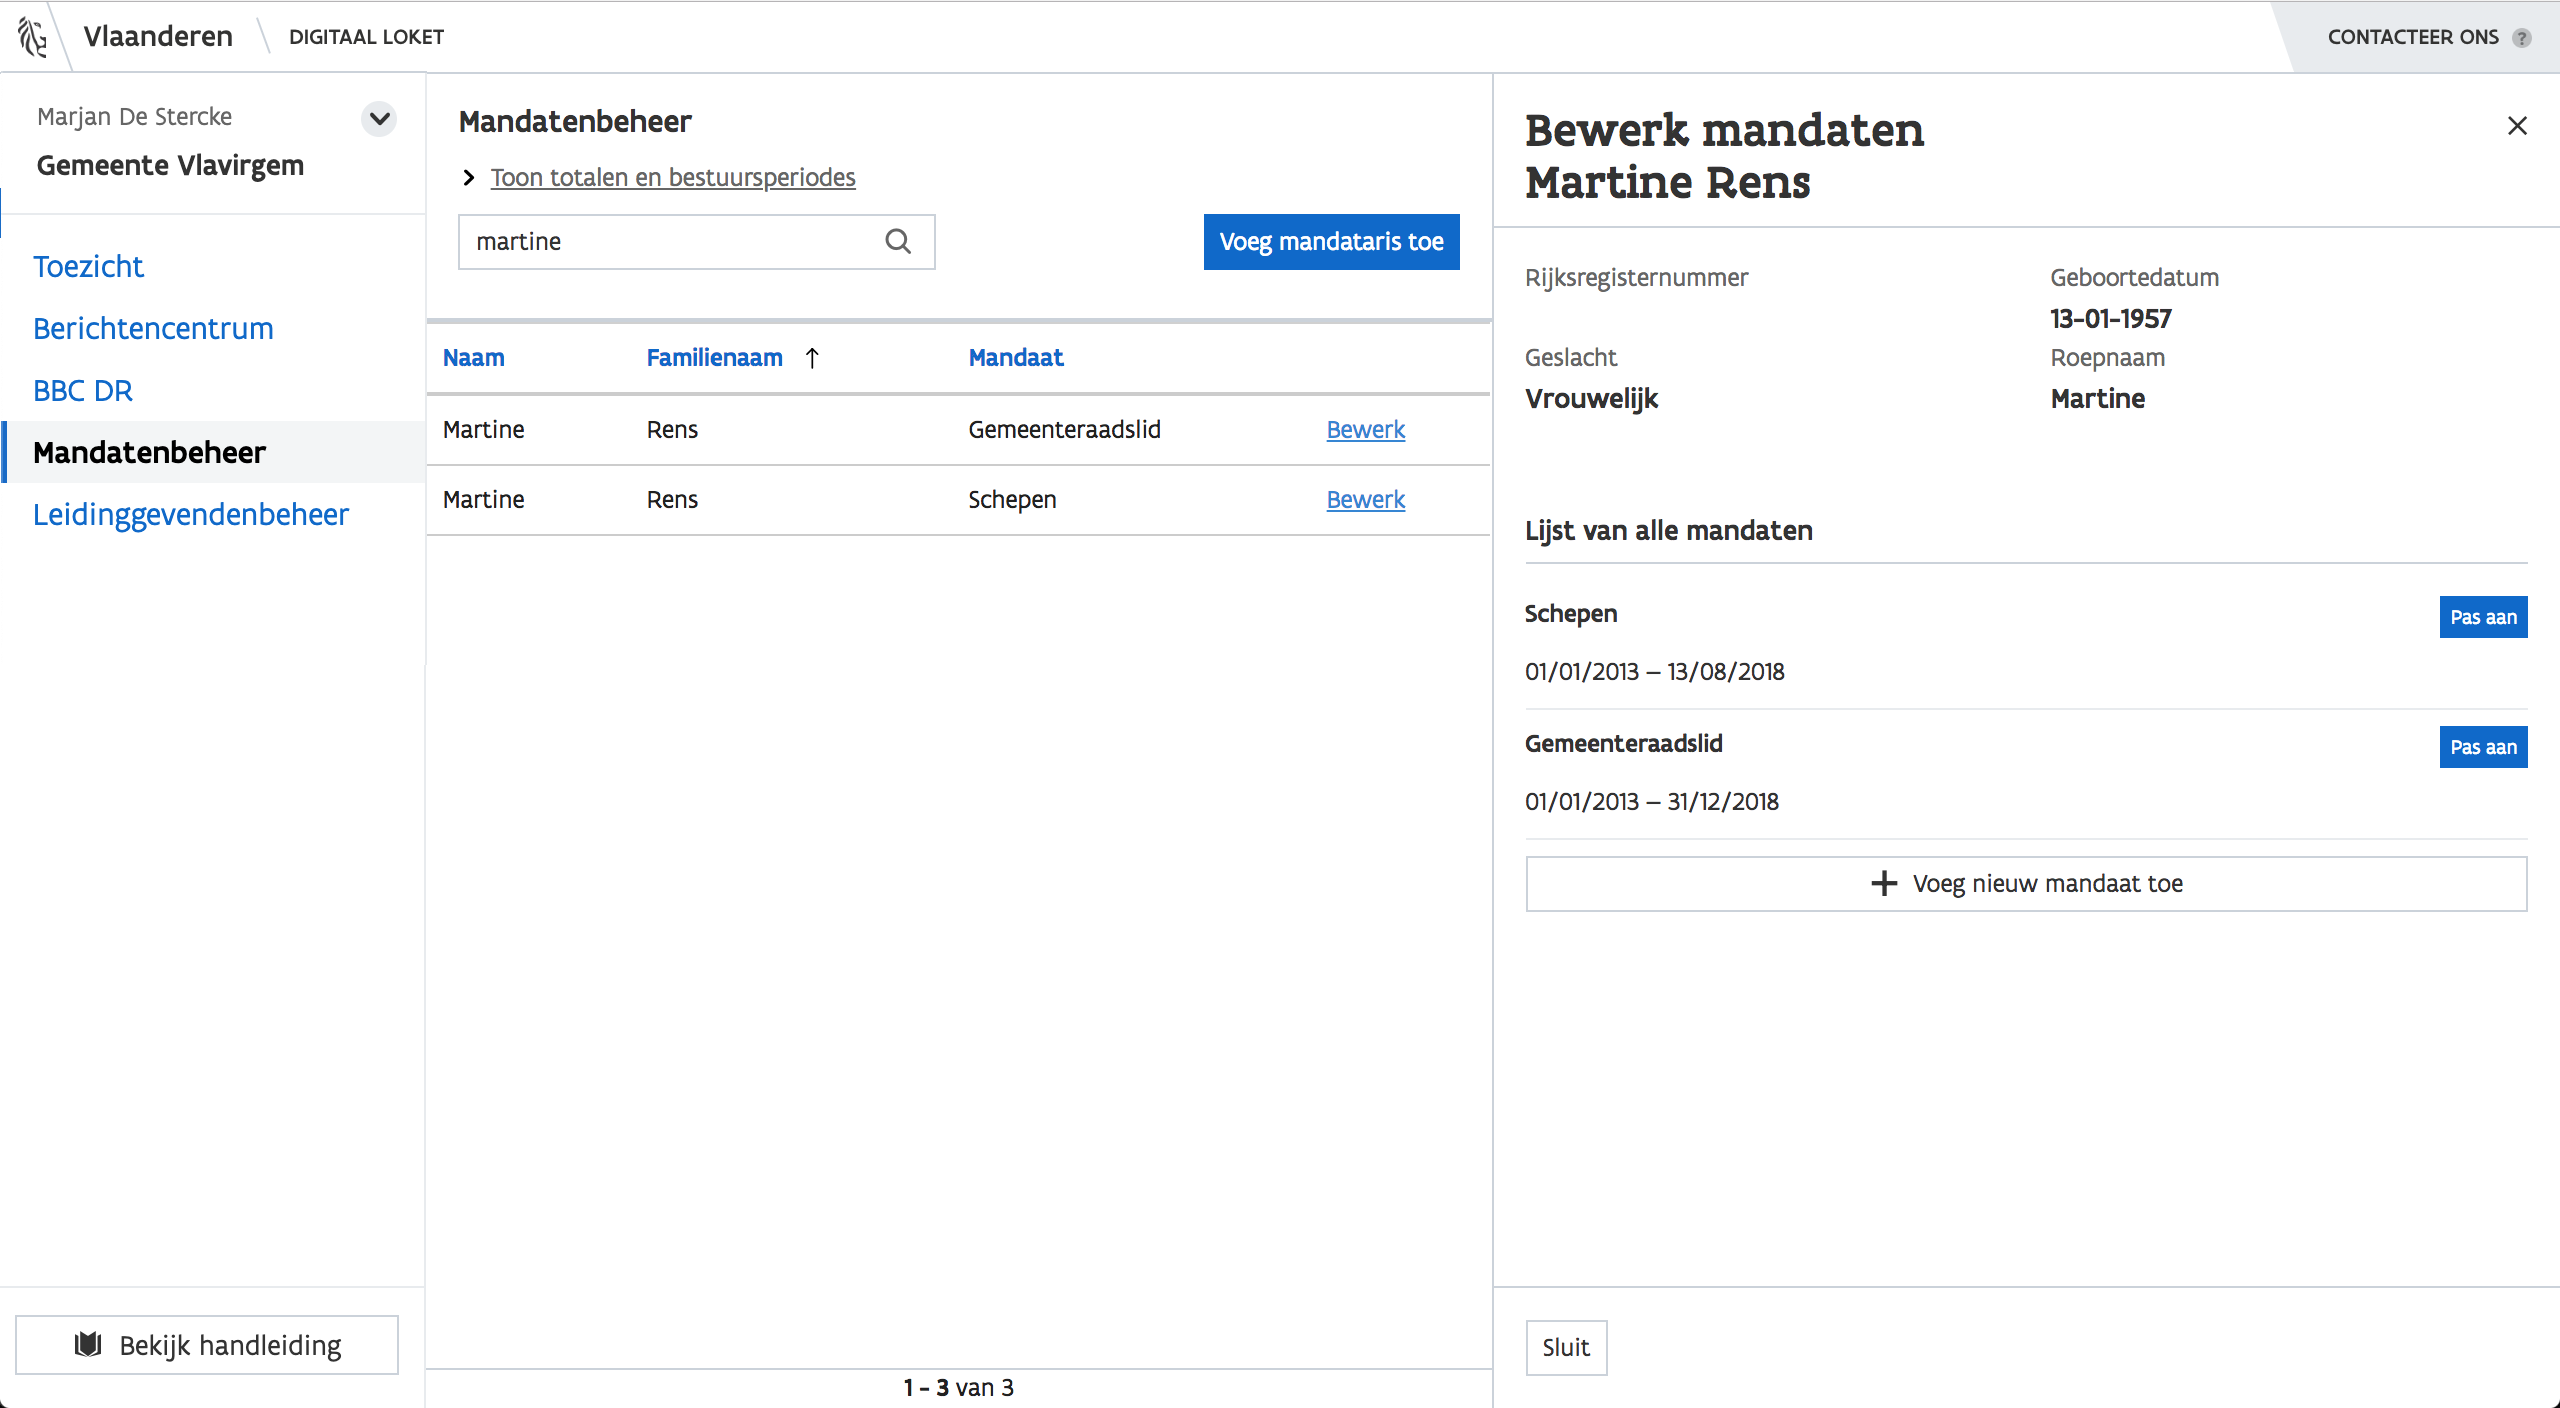 Vlaanderen
DIGITAAL LOKET
CONTACTEER ONS ?
Marjan De Stercke
Gemeente Vlavirgem
Toezicht
Berichtencentrum
BBC DR
Mandatenbeheer
Leidinggevendenbeheer
Bekijk handleiding
Mandatenbeheer
Toon totalen en bestuursperiodes
martine
Voeg mandataris toe
Naam Familienaam ↑ Mandaat
Martine Rens Gemeenteraadslid Bewerk
Martine Rens Schepen Bewerk
1 - 3 van 3
Bewerk mandaten
Martine Rens
Rijksregisternummer
Geboortedatum
13-01-1957
Geslacht
Vrouwelijk
Roepnaam
Martine
Lijst van alle mandaten
Schepen
Pas aan
01/01/2013 – 13/08/2018
Gemeenteraadslid
Pas aan
01/01/2013 – 31/12/2018
Voeg nieuw mandaat toe
Sluit